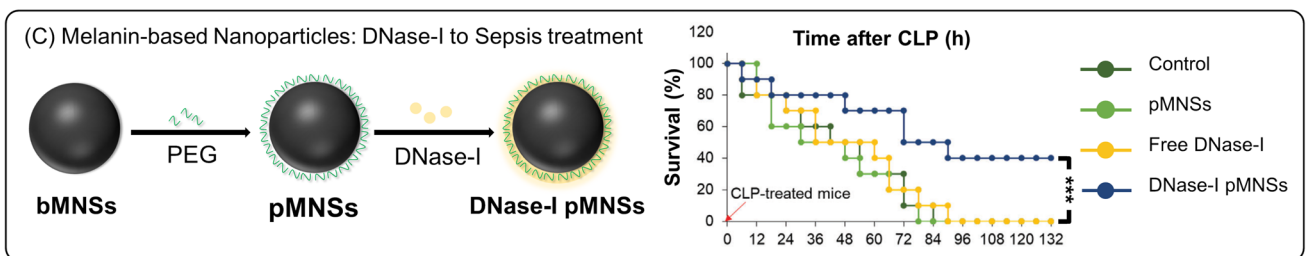 (C) Melanin-based Nanoparticles: DNase-I to Sepsis treatment
bMNSs
PEG
pMNSs
DNase-I
DNase-I pMNSs
Time after CLP (h)
Survival (%)
120
100
80
60
40
20
0
CLP-treated mice
0 12 24 36 48 60 72 84 96 108 120 132
***
Control
pMNSs
Free DNase-I
DNase-I pMNSs